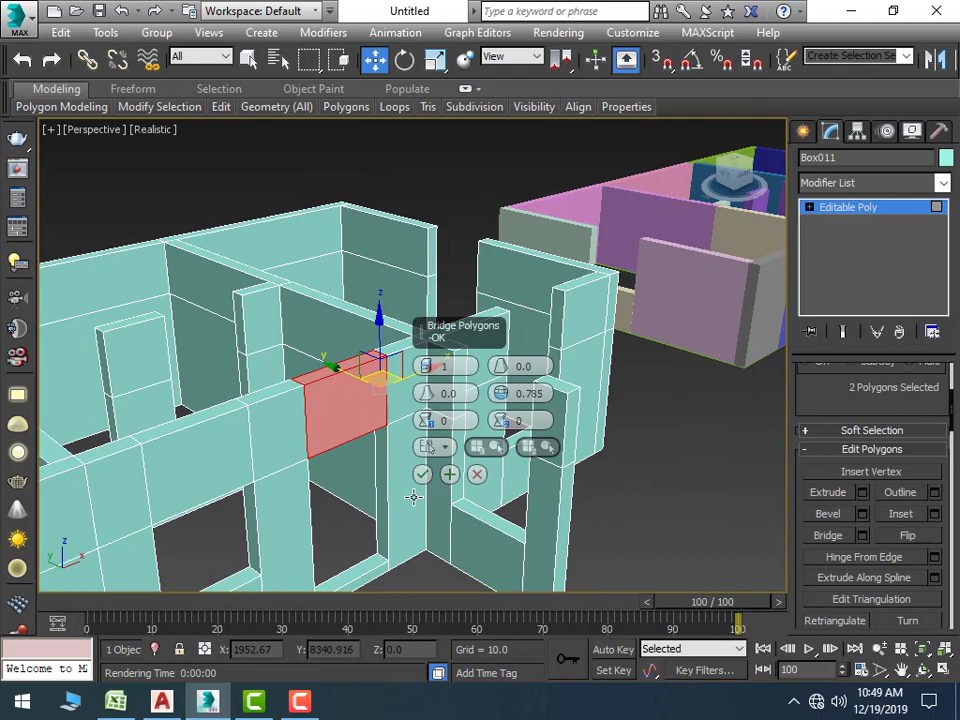 MAX
Workspace: Default
Untitled
Type a keyword or phrase
Edit
Tools
Group
Views
Create
Modifiers
Animation
Graph Editors
Rendering
Customize
MAXScript
Help
All
View
3
Create Selection Se
Modeling
Freeform
Selection
Object Paint
Populate
Polygon Modeling
Modify Selection
Edit
Geometry (All)
Polygons
Loops
Tris
Subdivision
Visibility
Align
Properties
[+] [Perspective ] [Realistic ]
Box011
Modifier List
Editable Poly
z
y
x
Bridge Polygons
-OK
1
0.0
0.0
0.785
0
0
2 Polygons Selected
Soft Selection
Edit Polygons
Insert Vertex
Extrude
Outline
Bevel
Inset
Bridge
Flip
Hinge From Edge
Extrude Along Spline
Edit Triangulation
Retriangulate
Turn
z
y
x
100 / 100
0 10 20 30 40 50 60 70 80 90 100
1 Object
X: 1952.67
Y: 8340.916
Z: 0.0
Grid = 10.0
Auto Key
Selected
Welcome to M
Rendering Time 0:00:00
Add Time Tag
Set Key
Key Filters...
100
MAX
10:49 AM
12/19/2019